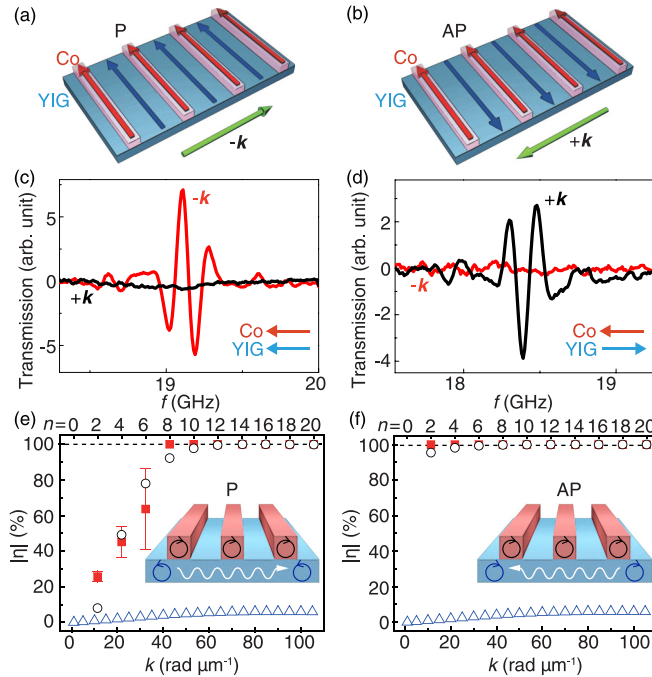 (a)
P
Co
YIG
-k
(b)
AP
Co
YIG
+k
(c)
Transmission (arb. unit)
5
0
-5
-k
+k
Co
YIG
19
20
f (GHz)
(d)
Transmission (arb. unit)
2
0
-2
-4
+k
-k
Co
YIG
18
19
f (GHz)
(e)
n= 0 2 4 6 8 10 12 14 16 18 20
|η| (%)
100
80
60
40
20
0
P
0 20 40 60 80 100
k (rad μm⁻¹)
(f)
n= 0 2 4 6 8 10 12 14 16 18 20
|η| (%)
100
80
60
40
20
0
AP
0 20 40 60 80 100
k (rad μm⁻¹)